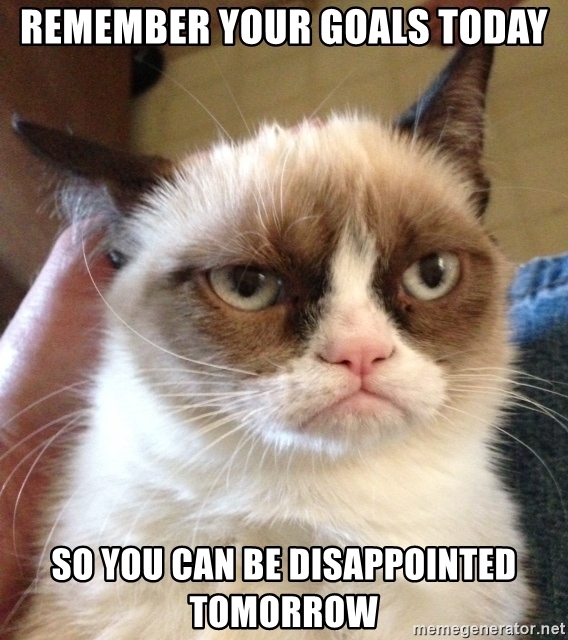 REMEMBER YOUR GOALS TODAY
SO YOU CAN BE DISAPPOINTED
TOMORROW
memegenerator.net